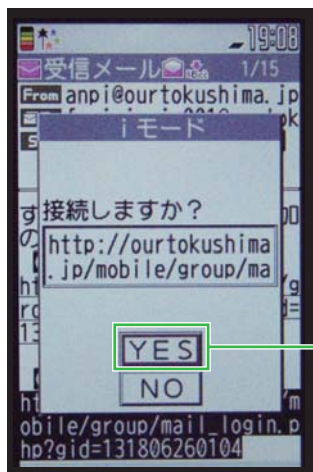 19:08
受信メール 1/15
From anpi@ourtokushima.jp
iモード
接続しますか?
http://ourtokushima
.jp/mobile/group/ma
YES
NO
obile/group/mail_login.p
hp?gid=131806260104